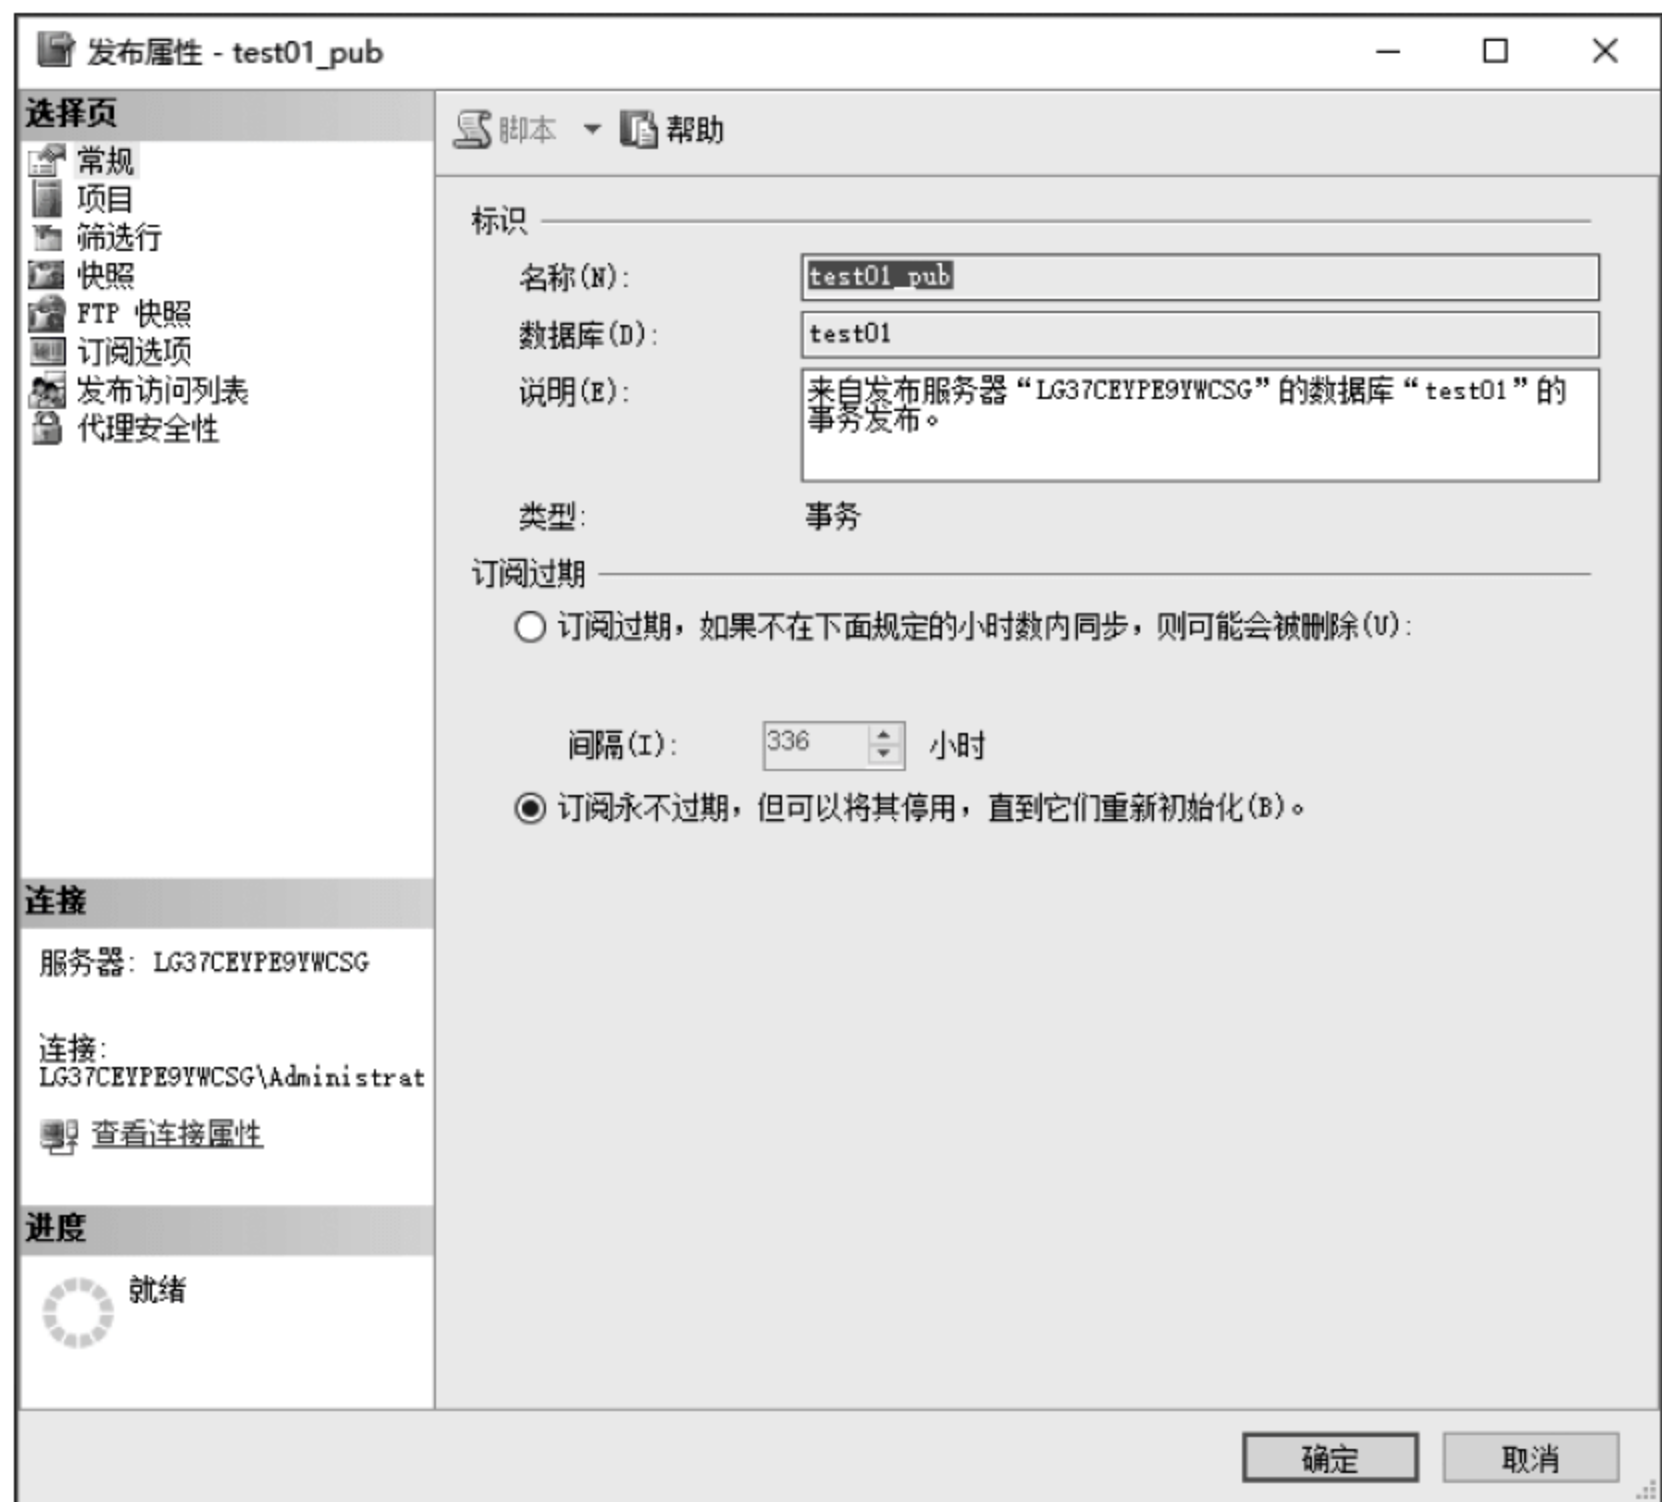 发布属性 - test01_pub
选择页
常规
项目
筛选行
快照
FTP 快照
订阅选项
发布访问列表
代理安全性
脚本
帮助
标识
名称(N): test01_pub
数据库(D): test01
说明(E): 来自发布服务器“LG37CEYPE9YWCSG”的数据库“test01”的
事务发布。
类型: 事务
订阅过期
订阅过期，如果不在下面规定的小时数内同步，则可能会被删除(U):
间隔(I): 336 小时
订阅永不过期，但可以将其停用，直到它们重新初始化(B)。
连接
服务器: LG37CEYPE9YWCSG
连接:
LG37CEYPE9YWCSG\Administrat
查看连接属性
进度
就绪
确定 取消